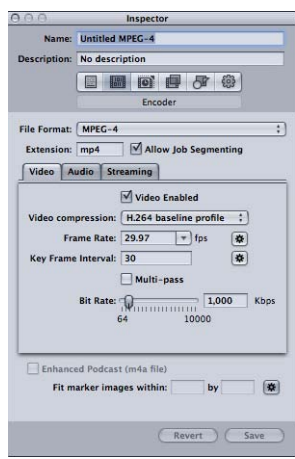 Inspector
Name: Untitled MPEG-4
Description: No description
Encoder
File Format: MPEG-4
Extension: mp4 Allow Job Segmenting
Video Audio Streaming
Video Enabled
Video compression: H.264 baseline profile
Frame Rate: 29.97 fps
Key Frame Interval: 30
Multi-pass
Bit Rate: 1,000 Kbps
64 10000
Enhanced Podcast (m4a file)
Fit marker images within: by
Revert Save